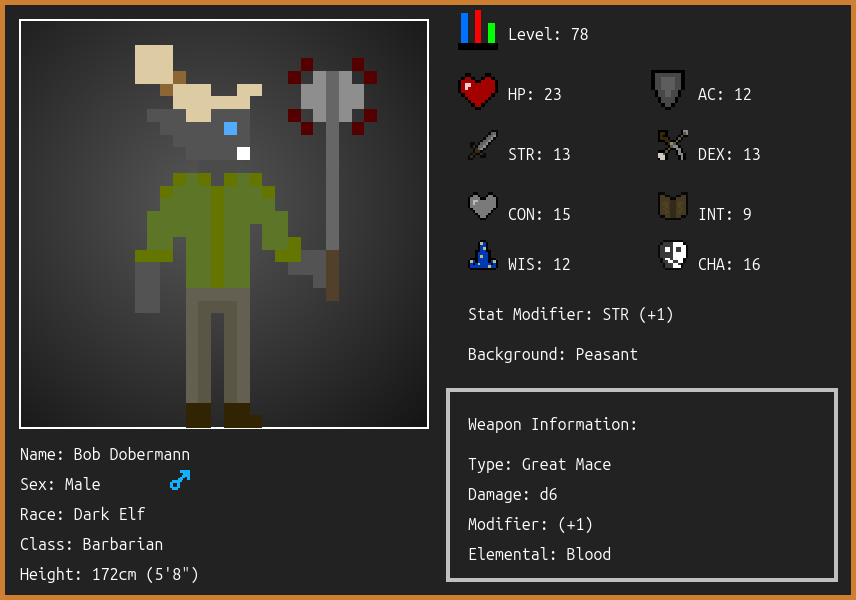 Level: 78
HP: 23
AC: 12
STR: 13
DEX: 13
CON: 15
INT: 9
WIS: 12
CHA: 16
Stat Modifier: STR (+1)
Background: Peasant
Weapon Information:
Type: Great Mace
Damage: d6
Modifier: (+1)
Elemental: Blood
Name: Bob Dobermann
Sex: Male
Race: Dark Elf
Class: Barbarian
Height: 172cm (5'8")